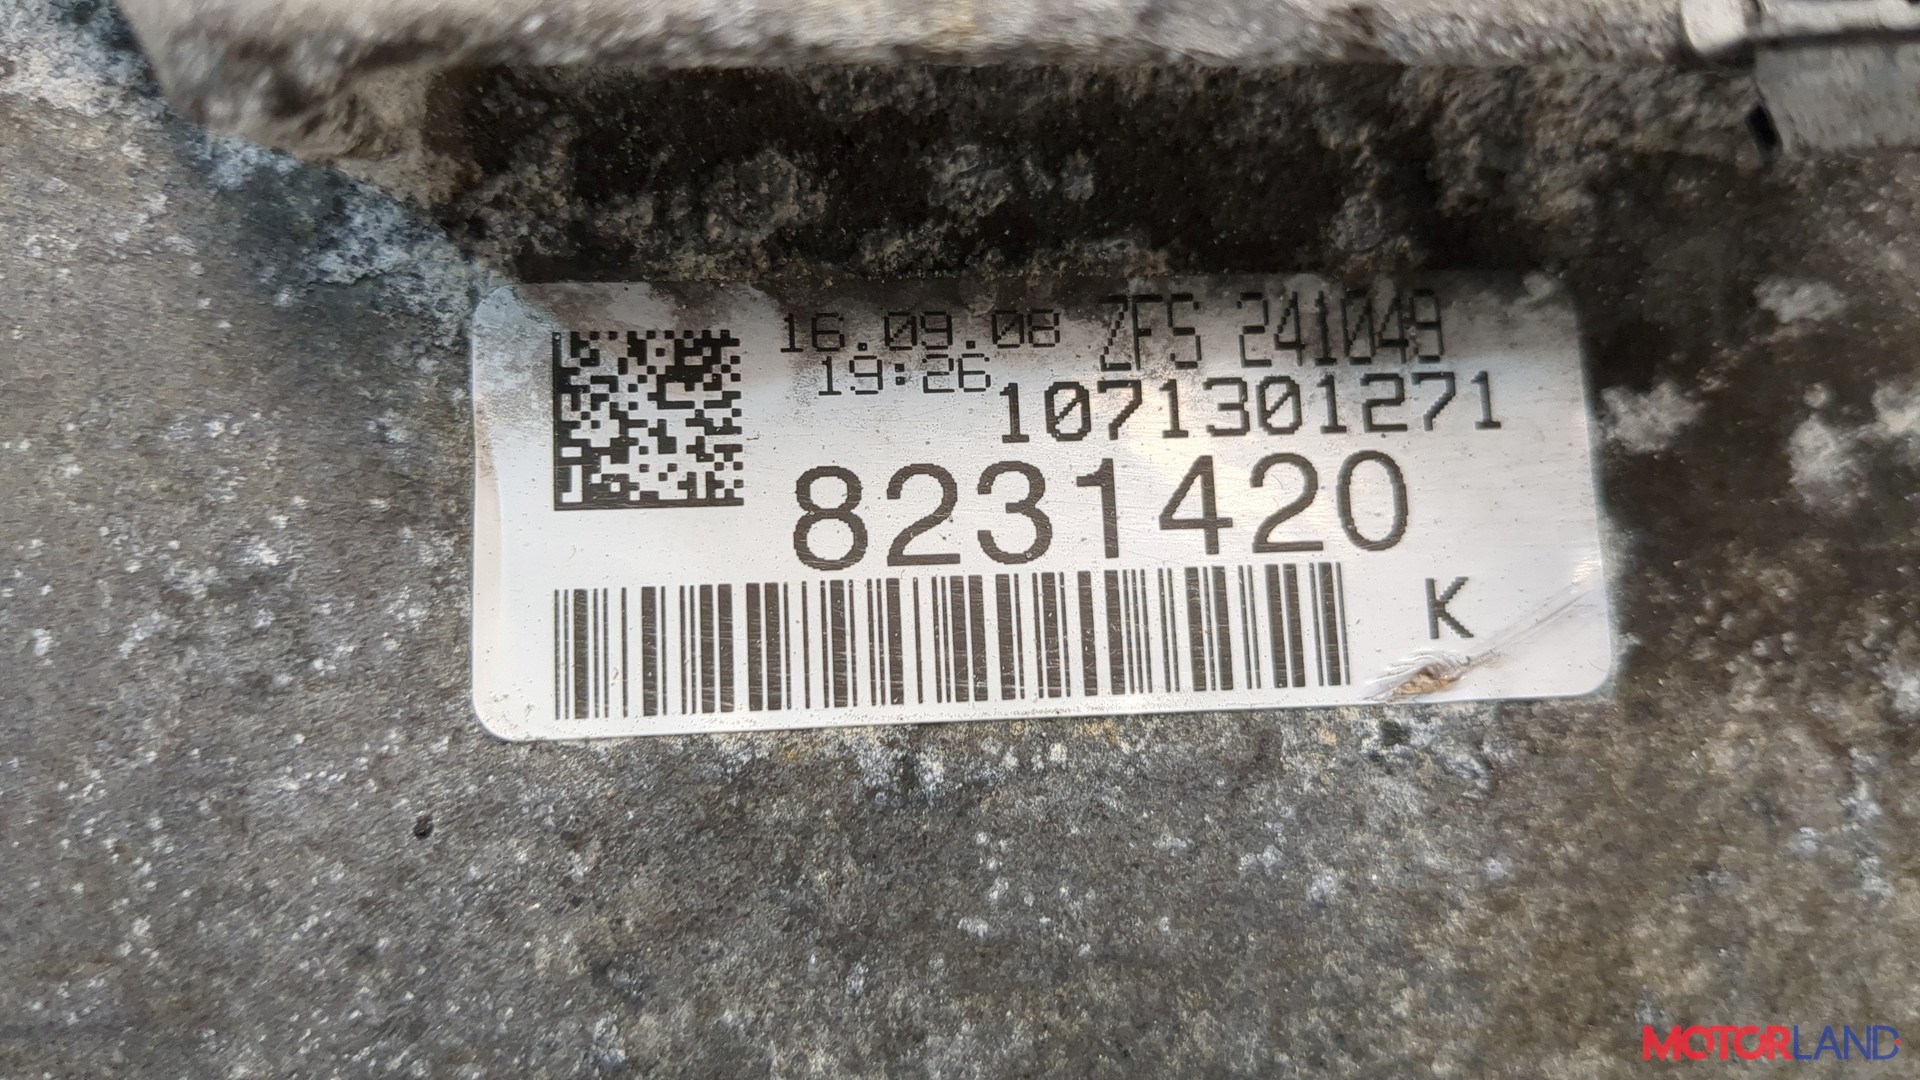 16.09.08 ZFS 241049
19:26
1071301271
8231420
K
MOTORLAND